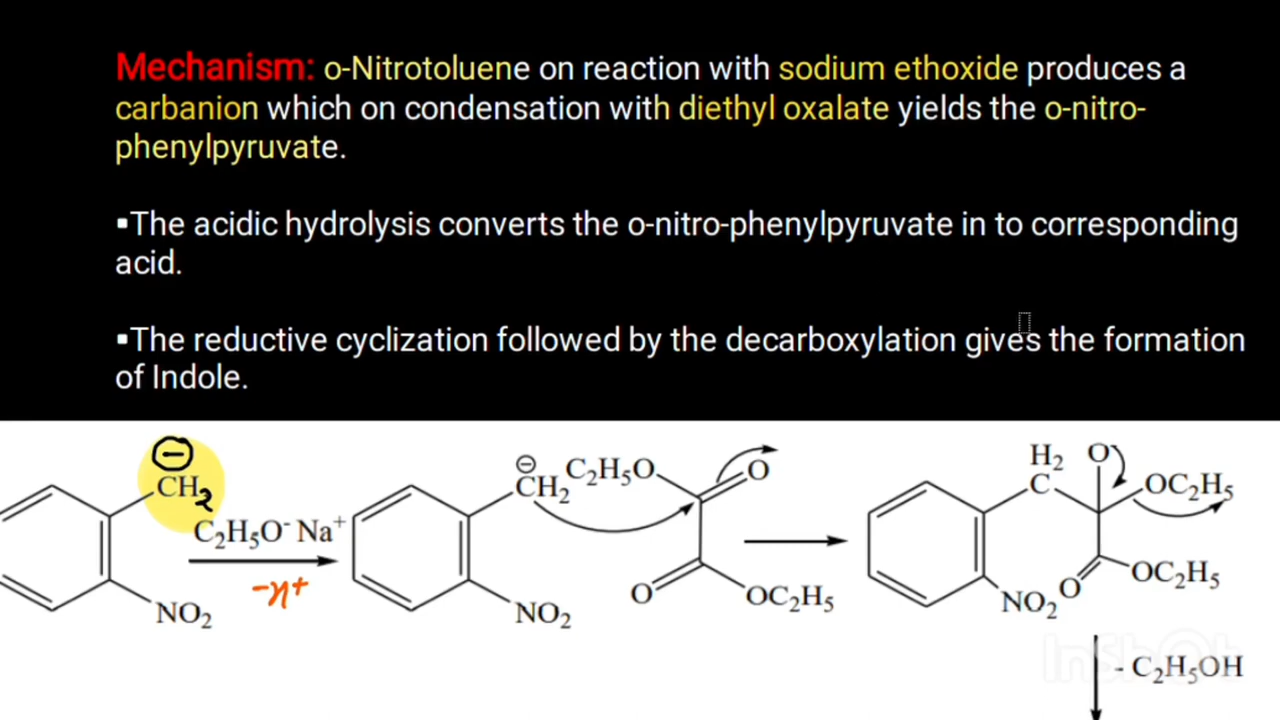 Mechanism: o-Nitrotoluene on reaction with sodium ethoxide produces a
carbanion which on condensation with diethyl oxalate yields the o-nitro-
phenylpyruvate.
▪The acidic hydrolysis converts the o-nitro-phenylpyruvate in to corresponding
acid.
▪The reductive cyclization followed by the decarboxylation gives the formation
of Indole.
⊖
CH2
NO2
C2H5O- Na+
-H+
⊖
CH2
NO2
C2H5O
O
O
OC2H5
H2
C
O
OC2H5
OC2H5
O
NO2
- C2H5OH
InShOt